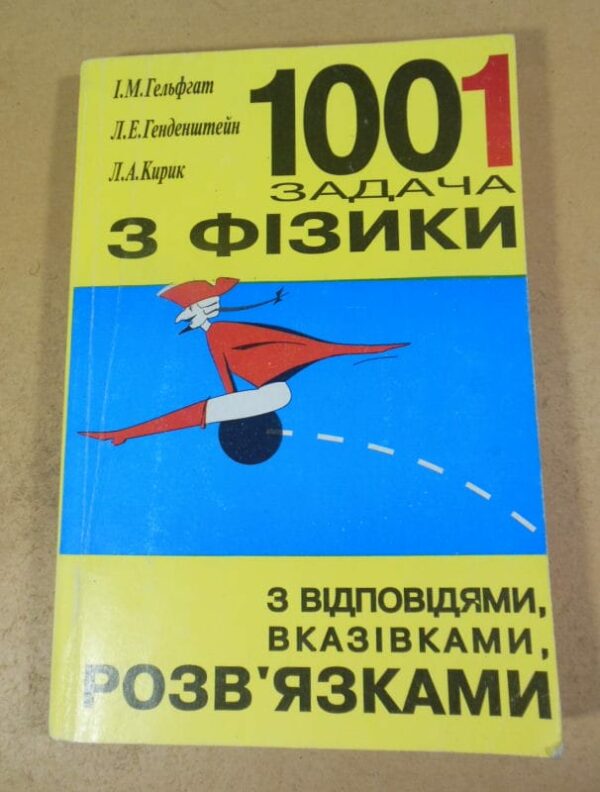 І.М.Гельфгат
Л.Е.Генденштейн
Л.А.Кирик
1001
ЗАДАЧА
З ФІЗИКИ
З ВІДПОВІДЯМИ,
ВКАЗІВКАМИ,
РОЗВ'ЯЗКАМИ